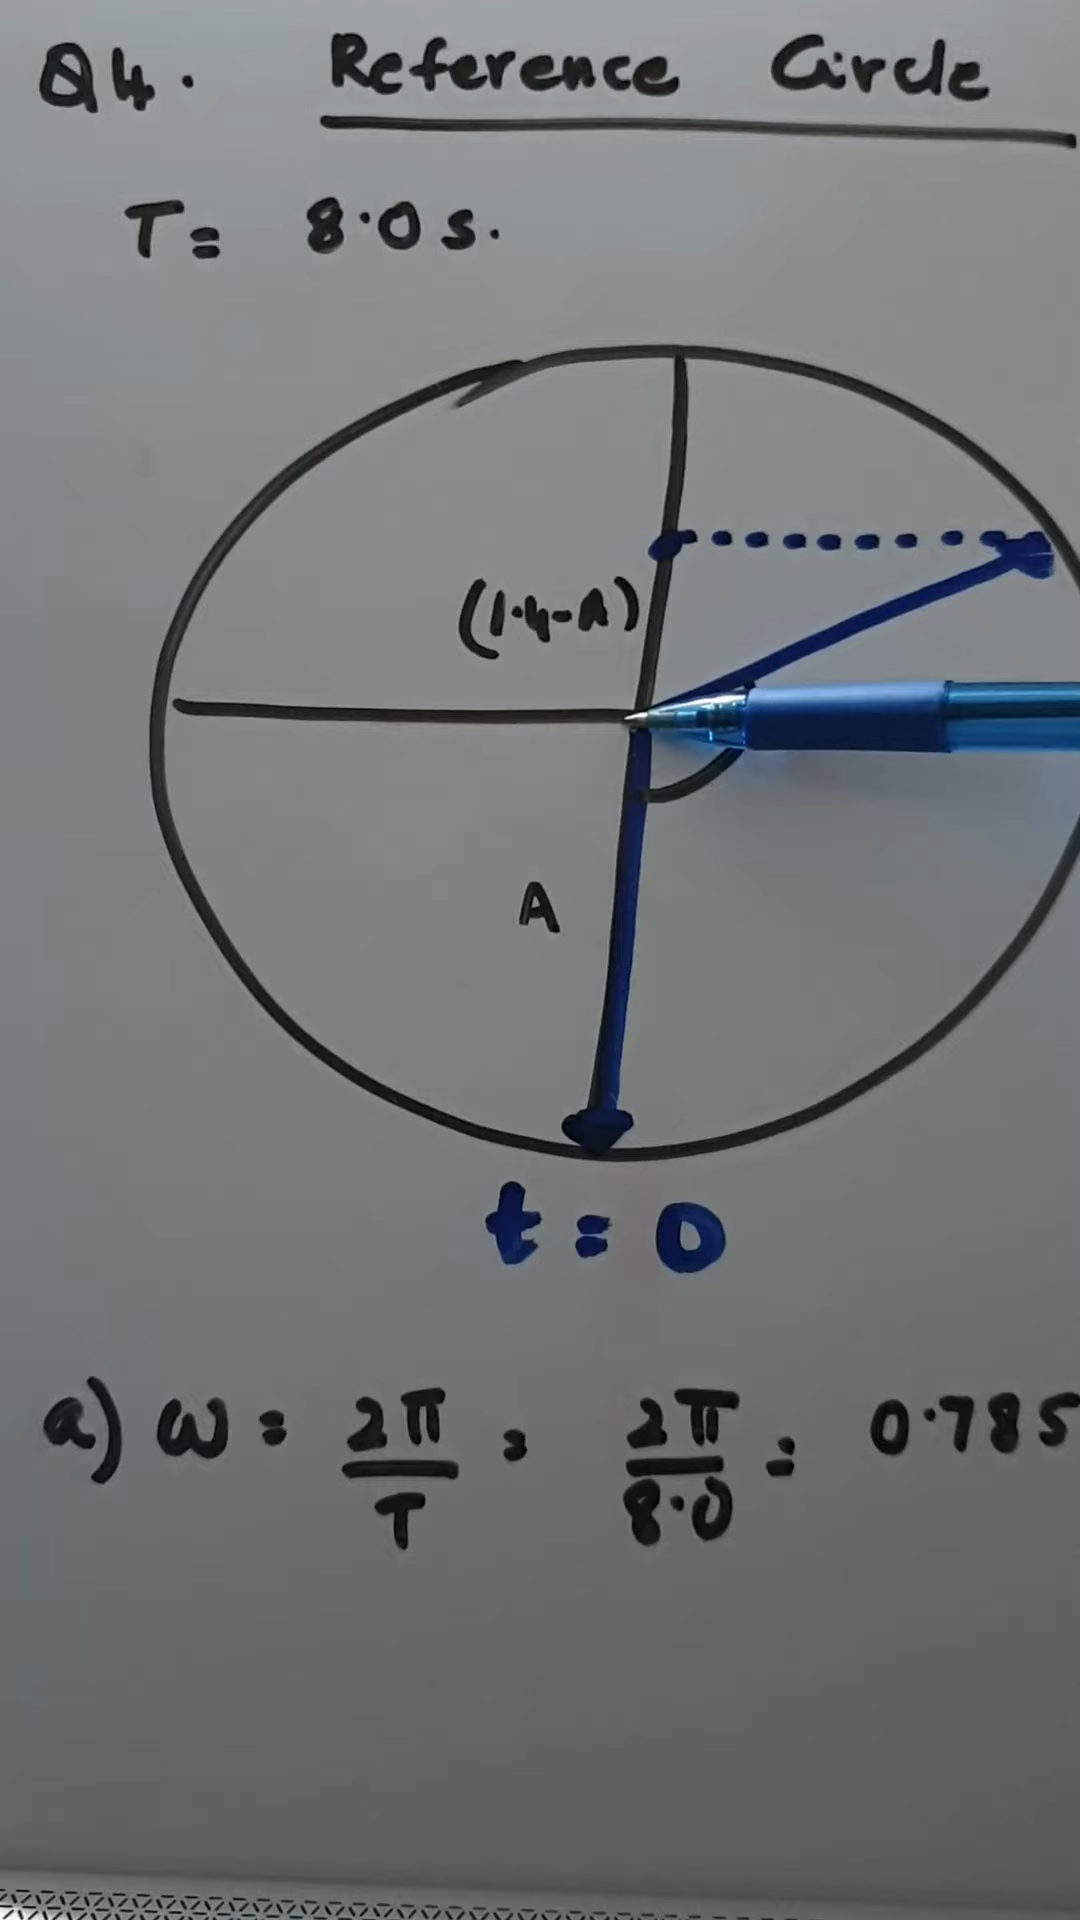 Q4. Reference Circle
T= 8.0 s.
(1.4-A)
A
t = 0
a) ω = 2π/T = 2π/8.0 = 0.785